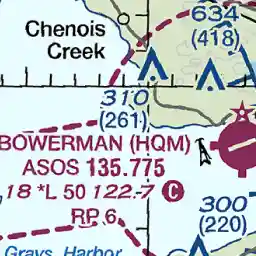 634
(418)
Chenois
Creek
310
(261)
BOWERMAN (HQM)
ASOS 135.775
18 *L 50 122.7 C
RP 6
300
(220)
Grays Harbor